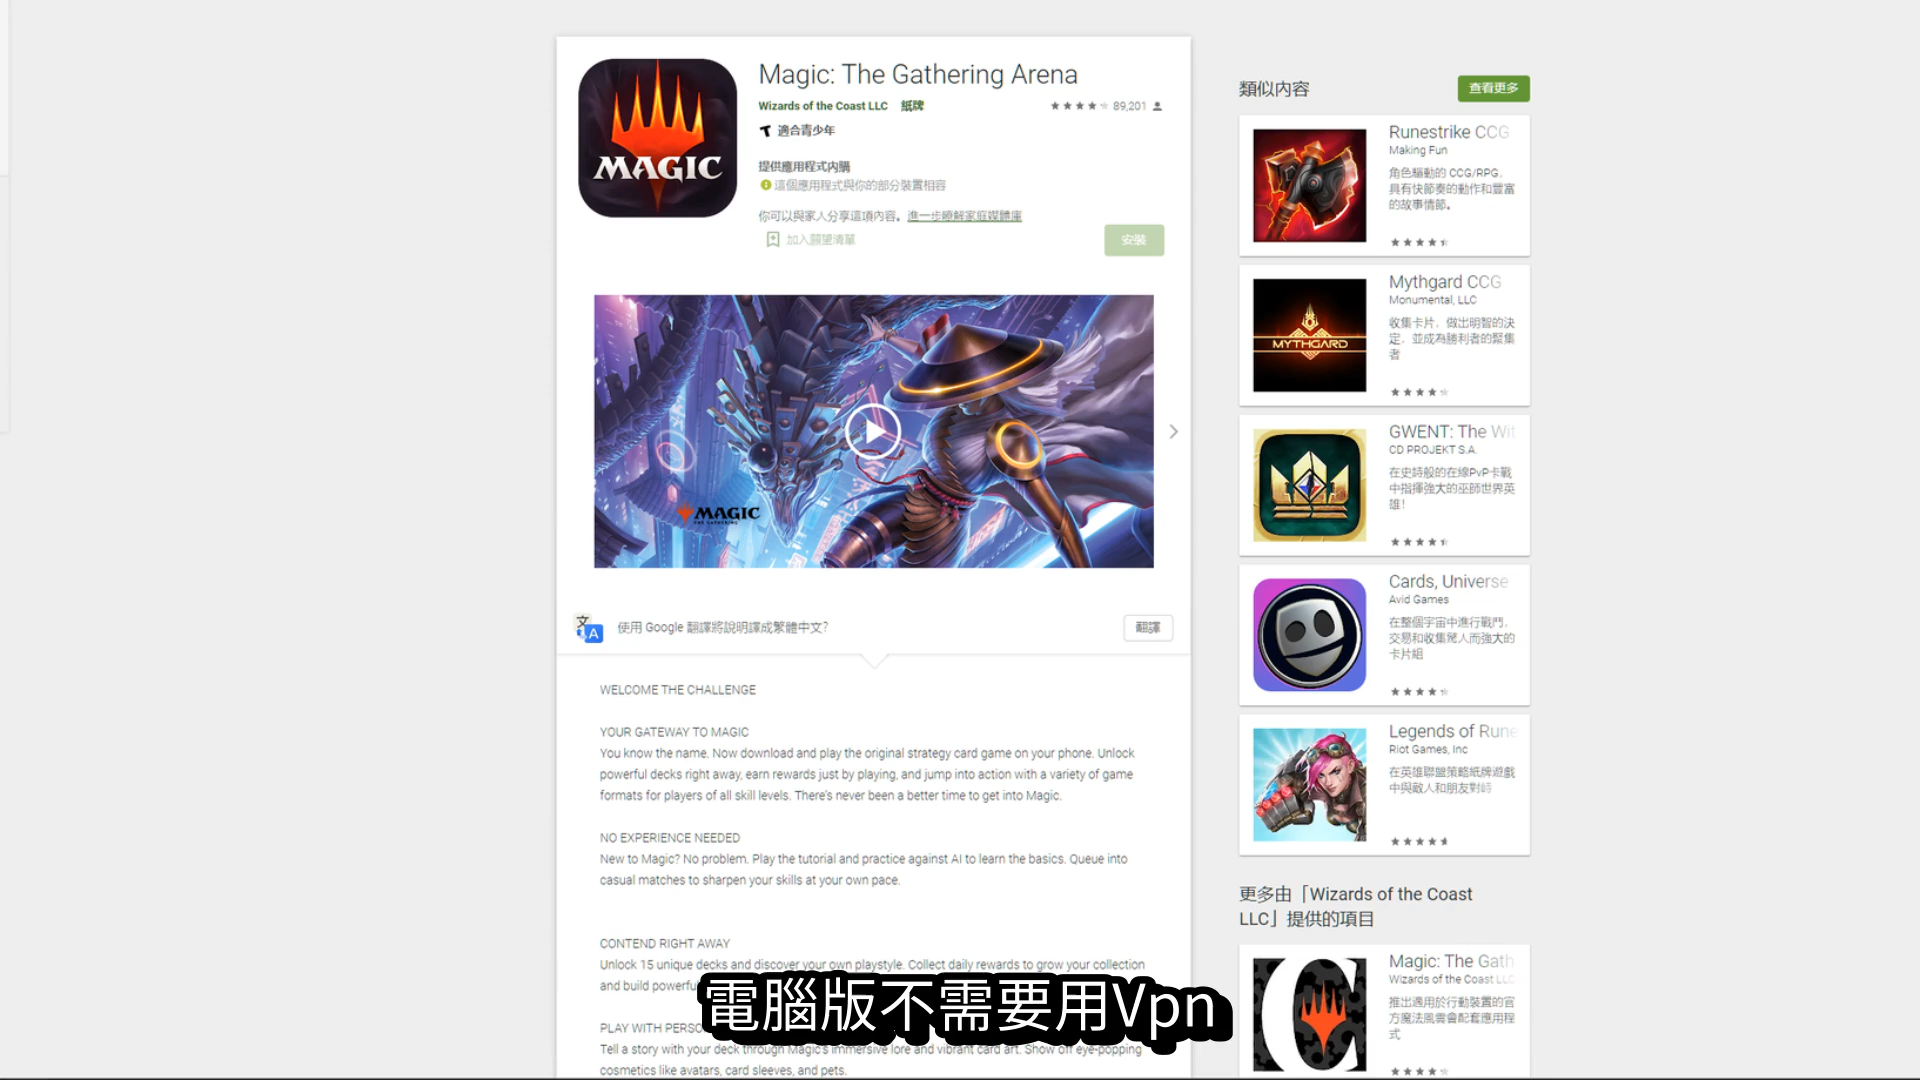 MAGIC
Magic: The Gathering Arena
Wizards of the Coast LLC 紙牌
89,201
適合青少年
提供應用程式內購
這個應用程式與你的部分裝置相容
你可以與家人分享這項內容。進一步瞭解家庭媒體庫
加入願望清單
安裝
MAGIC
THE GATHERING
使用 Google 翻譯將說明譯成繁體中文?
翻譯
WELCOME THE CHALLENGE
YOUR GATEWAY TO MAGIC
You know the name. Now download and play the original strategy card game on your phone. Unlock
powerful decks right away, earn rewards just by playing, and jump into action with a variety of game
formats for players of all skill levels. There's never been a better time to get into Magic.
NO EXPERIENCE NEEDED
New to Magic? No problem. Play the tutorial and practice against AI to learn the basics. Queue into
casual matches to sharpen your skills at your own pace.
CONTEND RIGHT AWAY
Unlock 15 unique decks and discover your own playstyle. Collect daily rewards to grow your collection
and build powerfu
PLAY WITH PERSO
Tell a story with your deck through Magic's immersive lore and vibrant card art. Show off eye-popping
cosmetics like avatars, card sleeves, and pets.
電腦版不需要用Vpn
類似內容
查看更多
Runestrike CCG
Making Fun
角色驅動的 CCG/RPG,
具有快節奏的動作和豐富
的故事情節。
MYTHGARD
Mythgard CCG
Monumental, LLC
收集卡片，做出明智的決
定，並成為勝利者的緊集
者
GWENT: The Wit
CD PROJEKT S.A.
在史詩般的在線PvP卡戰
中指揮強大的巫師世界英
雄！
Cards, Universe
Avid Games
在整個宇宙中進行戰鬥，
交易和收集驚人而強大的
卡片組
Legends of Rune
Riot Games, Inc
在英雄聯盟策略紙牌遊戲
中與敵人和朋友對峙
更多由「Wizards of the Coast
LLC」提供的項目
Magic: The Gath
Wizards of the Coast LLC
推出適用於行動裝置的官
方魔法風雲會配套應用程
式